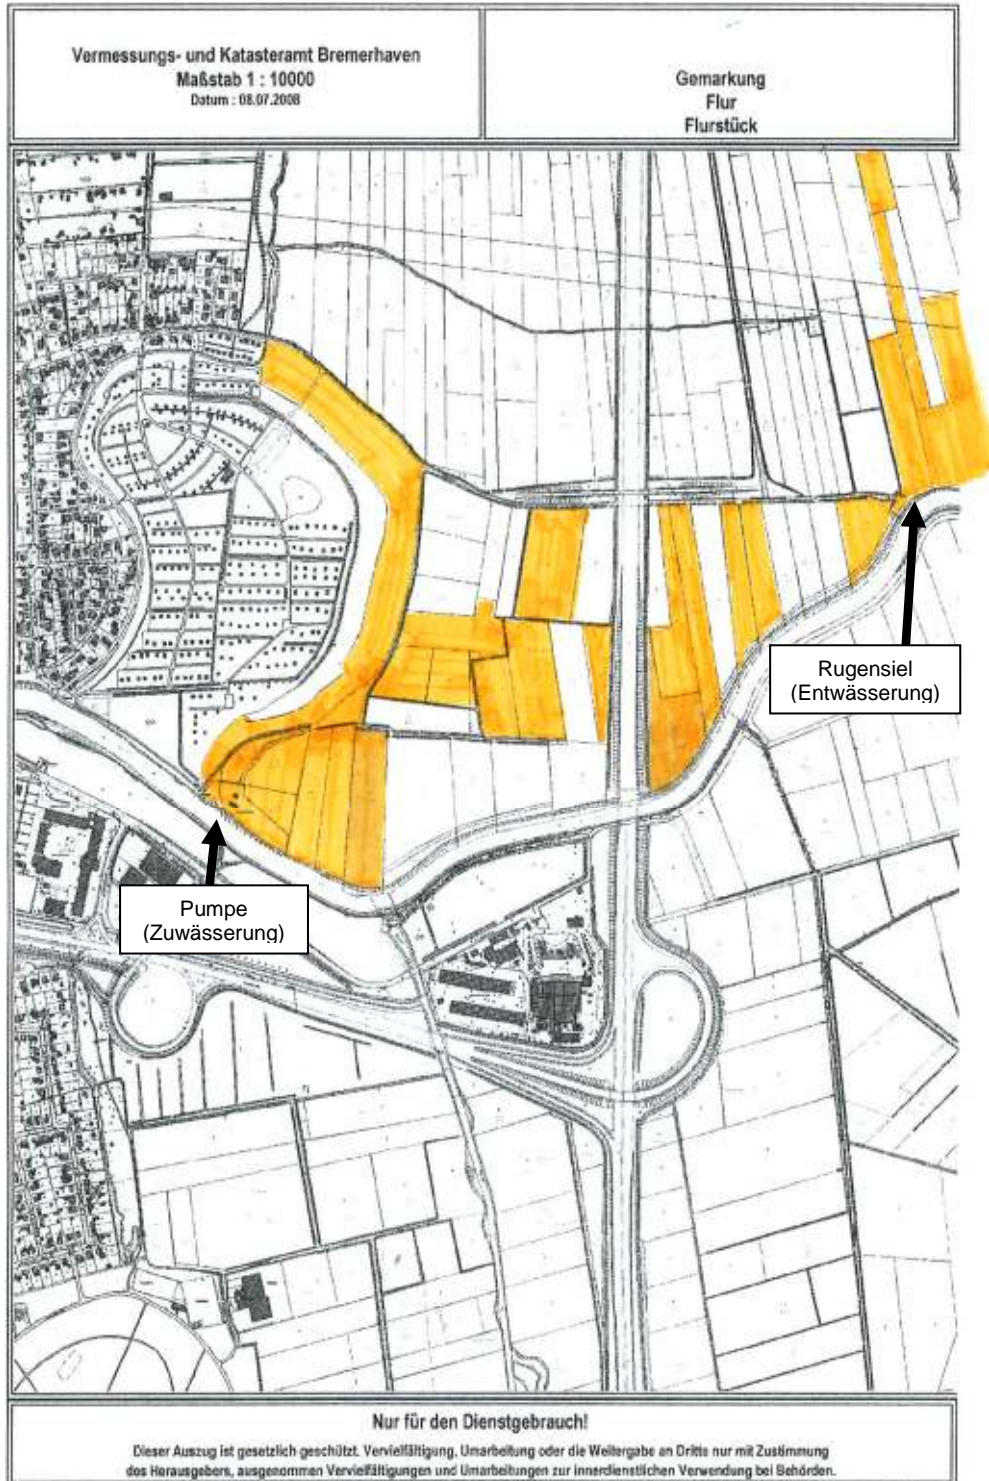 Vermessungs- und Katasteramt Bremerhaven
Maßstab 1 : 10000
Datum : 08.07.2008
Gemarkung
Flur
Flurstück
Rugensiel
(Entwässerung)
Pumpe
(Zuwässerung)
Nur für den Dienstgebrauch!
Dieser Auszug ist gesetzlich geschützt. Vervielfältigung, Umarbeitung oder die Weitergabe an Dritte nur mit Zustimmung
des Herausgebers, ausgenommen Vervielfältigungen und Umarbeitungen zur innerdienstlichen Verwendung bei Behörden.